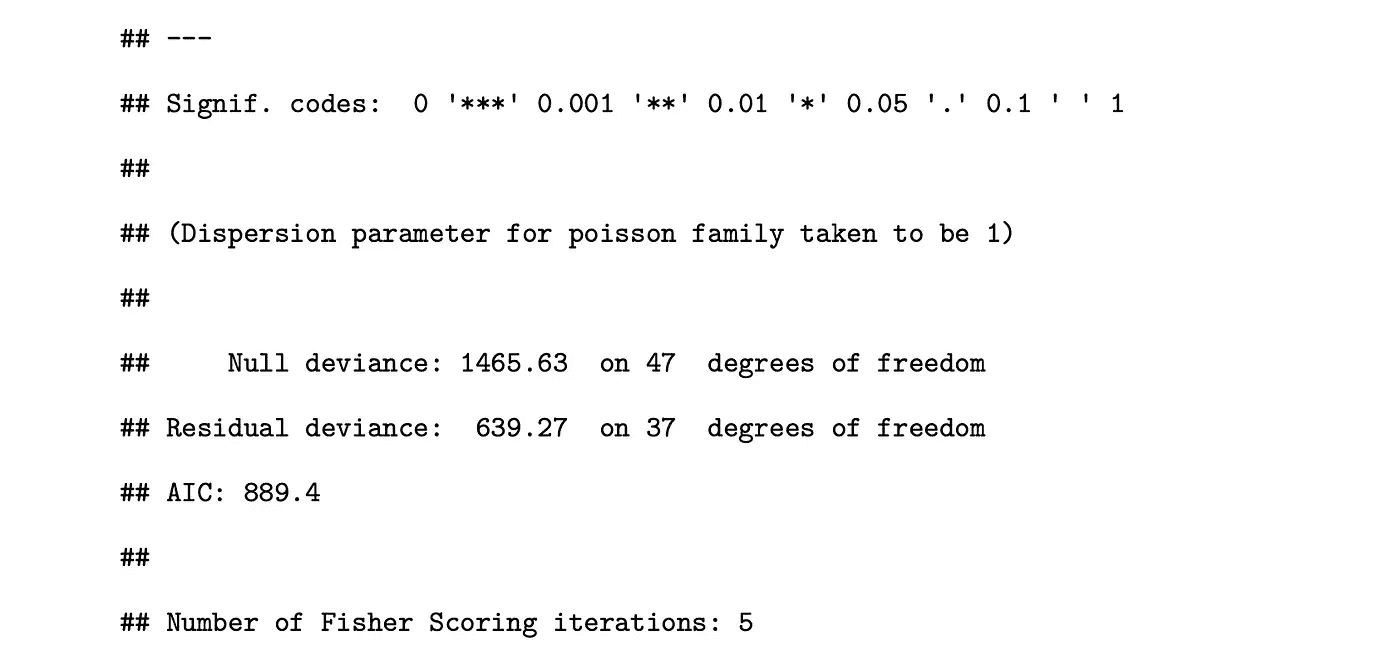 ## ---
## Signif. codes:  0 '***' 0.001 '**' 0.01 '*' 0.05 '.' 0.1 ' ' 1
##
## (Dispersion parameter for poisson family taken to be 1)
##
##     Null deviance: 1465.63  on 47  degrees of freedom
## Residual deviance:  639.27  on 37  degrees of freedom
## AIC: 889.4
##
## Number of Fisher Scoring iterations: 5